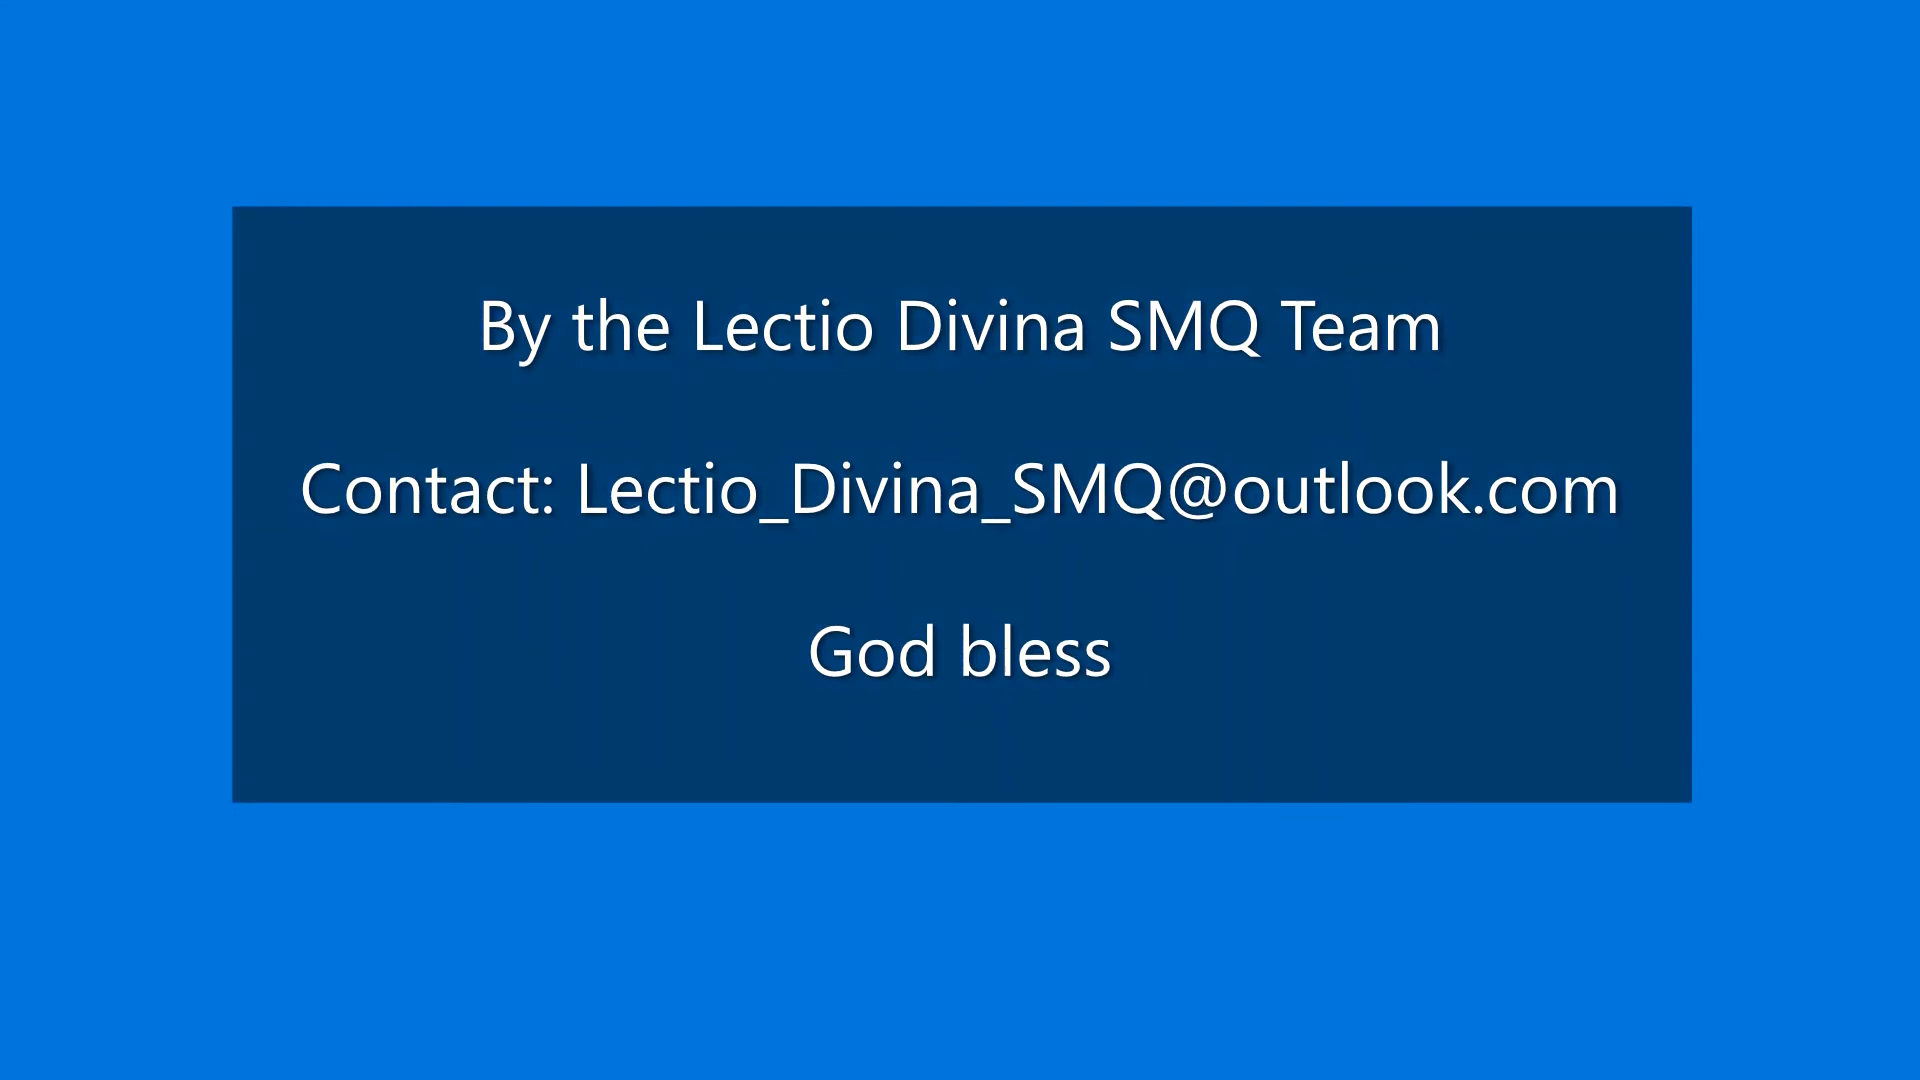 By the Lectio Divina SMQ Team
Contact: Lectio_Divina_SMQ@outlook.com
God bless